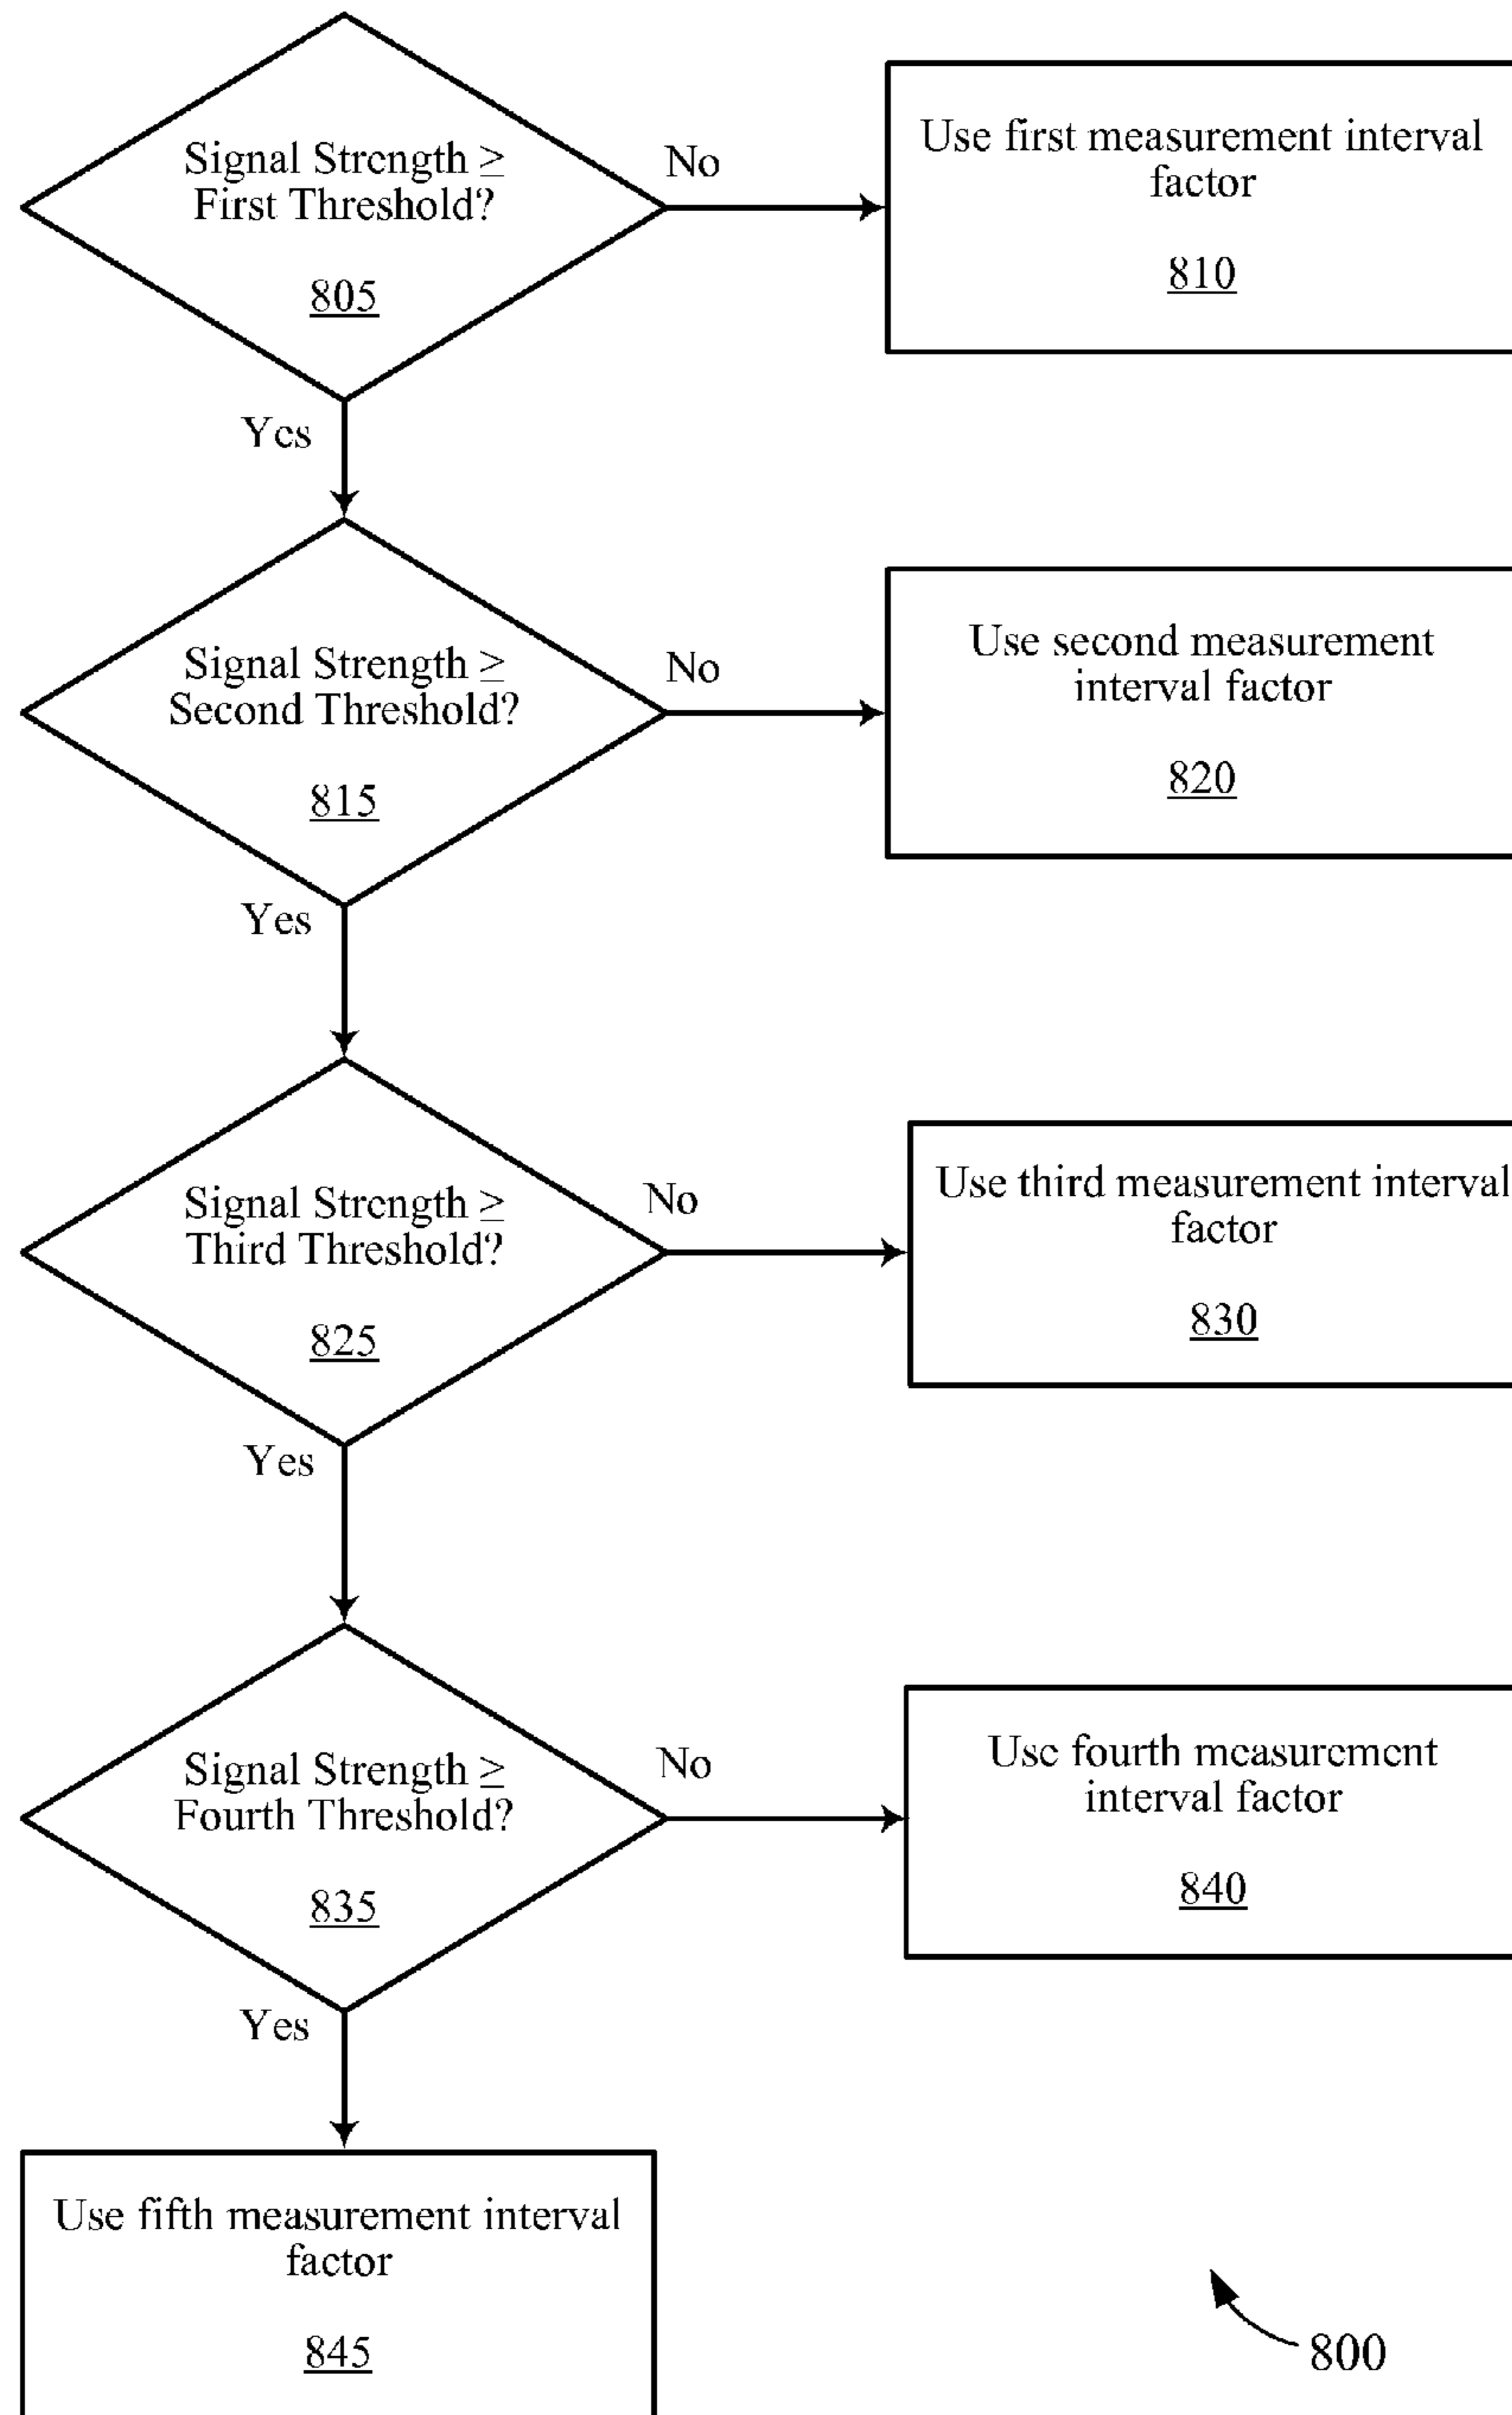 Signal Strength ≥
First Threshold?
805
No
Use first measurement interval
factor
810
Yes
Signal Strength ≥
Second Threshold?
815
No
Use second measurement
interval factor
820
Yes
Signal Strength ≥
Third Threshold?
825
No
Use third measurement interval
factor
830
Yes
Signal Strength ≥
Fourth Threshold?
835
No
Use fourth measurement
interval factor
840
Yes
Use fifth measurement interval
factor
845
800